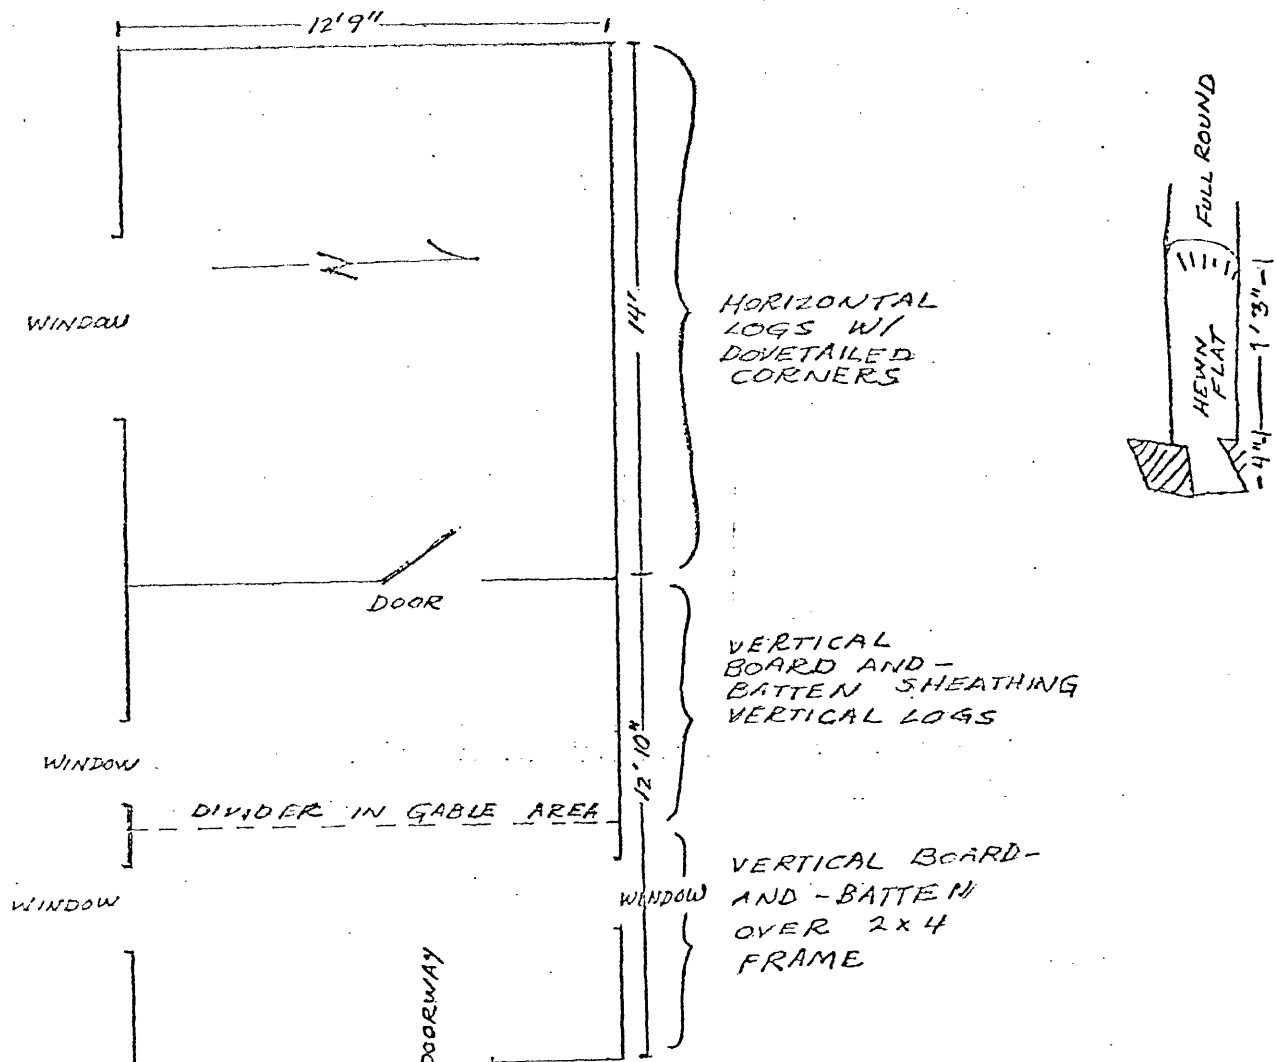 12'9"
FULL ROUND
N
14'
HORIZONTAL
LOGS W/
DOVETAILED
CORNERS
WINDOW
HEWN
FLAT
1'3"
4"
DOOR
VERTICAL
BOARD AND-
BATTEN SHEATHING
VERTICAL LOGS
12'10"
WINDOW
DIVIDER IN GABLE AREA
WINDOW
WINDOW
VERTICAL BOARD-
AND-BATTEN
OVER 2x4
FRAME
DOORWAY